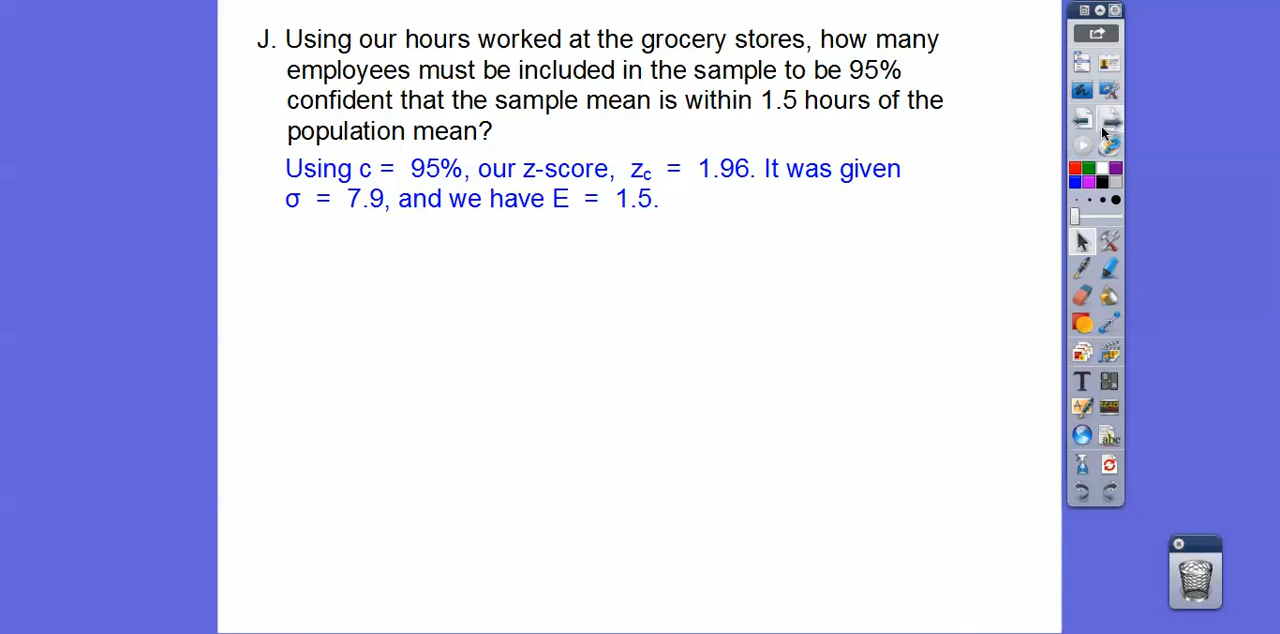 J. Using our hours worked at the grocery stores, how many
employees must be included in the sample to be 95%
confident that the sample mean is within 1.5 hours of the
population mean?
Using c = 95%, our z-score, zc = 1.96. It was given
σ = 7.9, and we have E = 1.5.